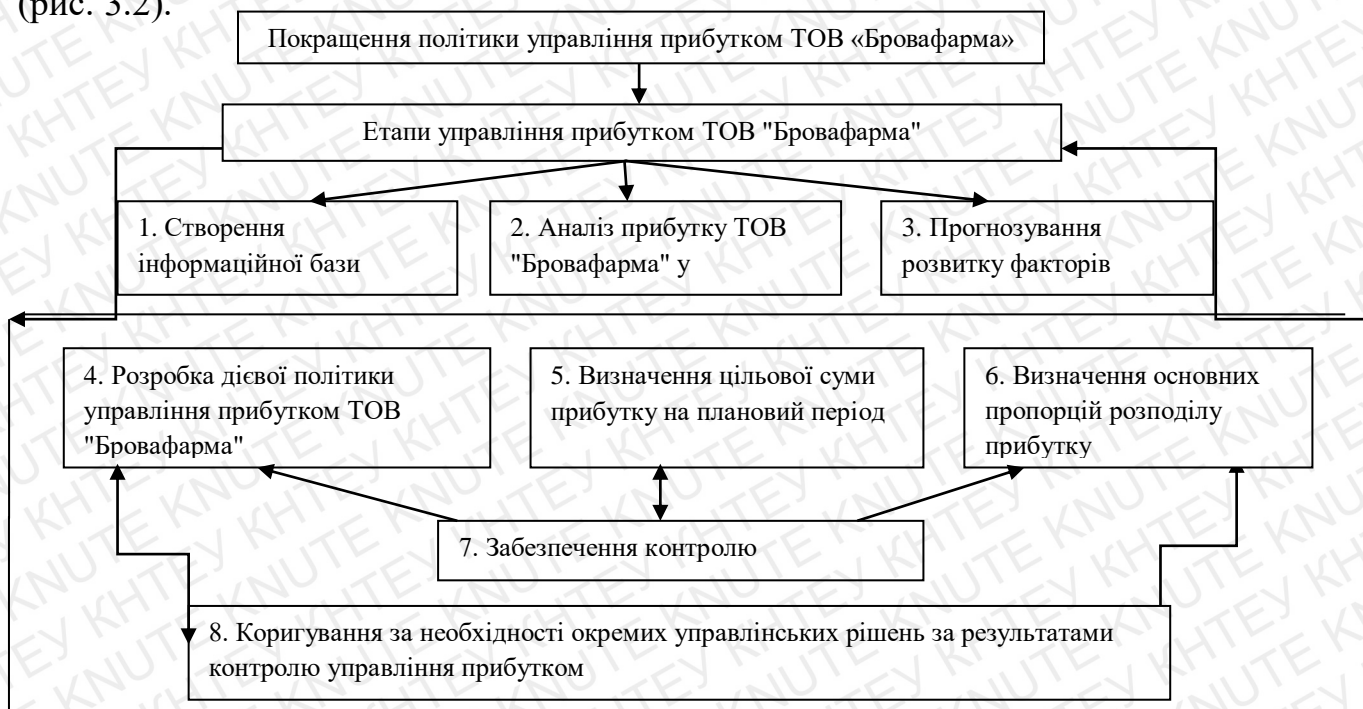 (рис. 3.2).
Покращення політики управління прибутком ТОВ «Бровафарма»
Етапи управління прибутком ТОВ "Бровафарма"
1. Створення
інформаційної бази
2. Аналіз прибутку ТОВ
"Бровафарма" у
3. Прогнозування
розвитку факторів
4. Розробка дієвої політики
управління прибутком ТОВ
"Бровафарма"
5. Визначення цільової суми
прибутку на плановий період
6. Визначення основних
пропорцій розподілу
прибутку
7. Забезпечення контролю
8. Коригування за необхідності окремих управлінських рішень за результатами
контролю управління прибутком